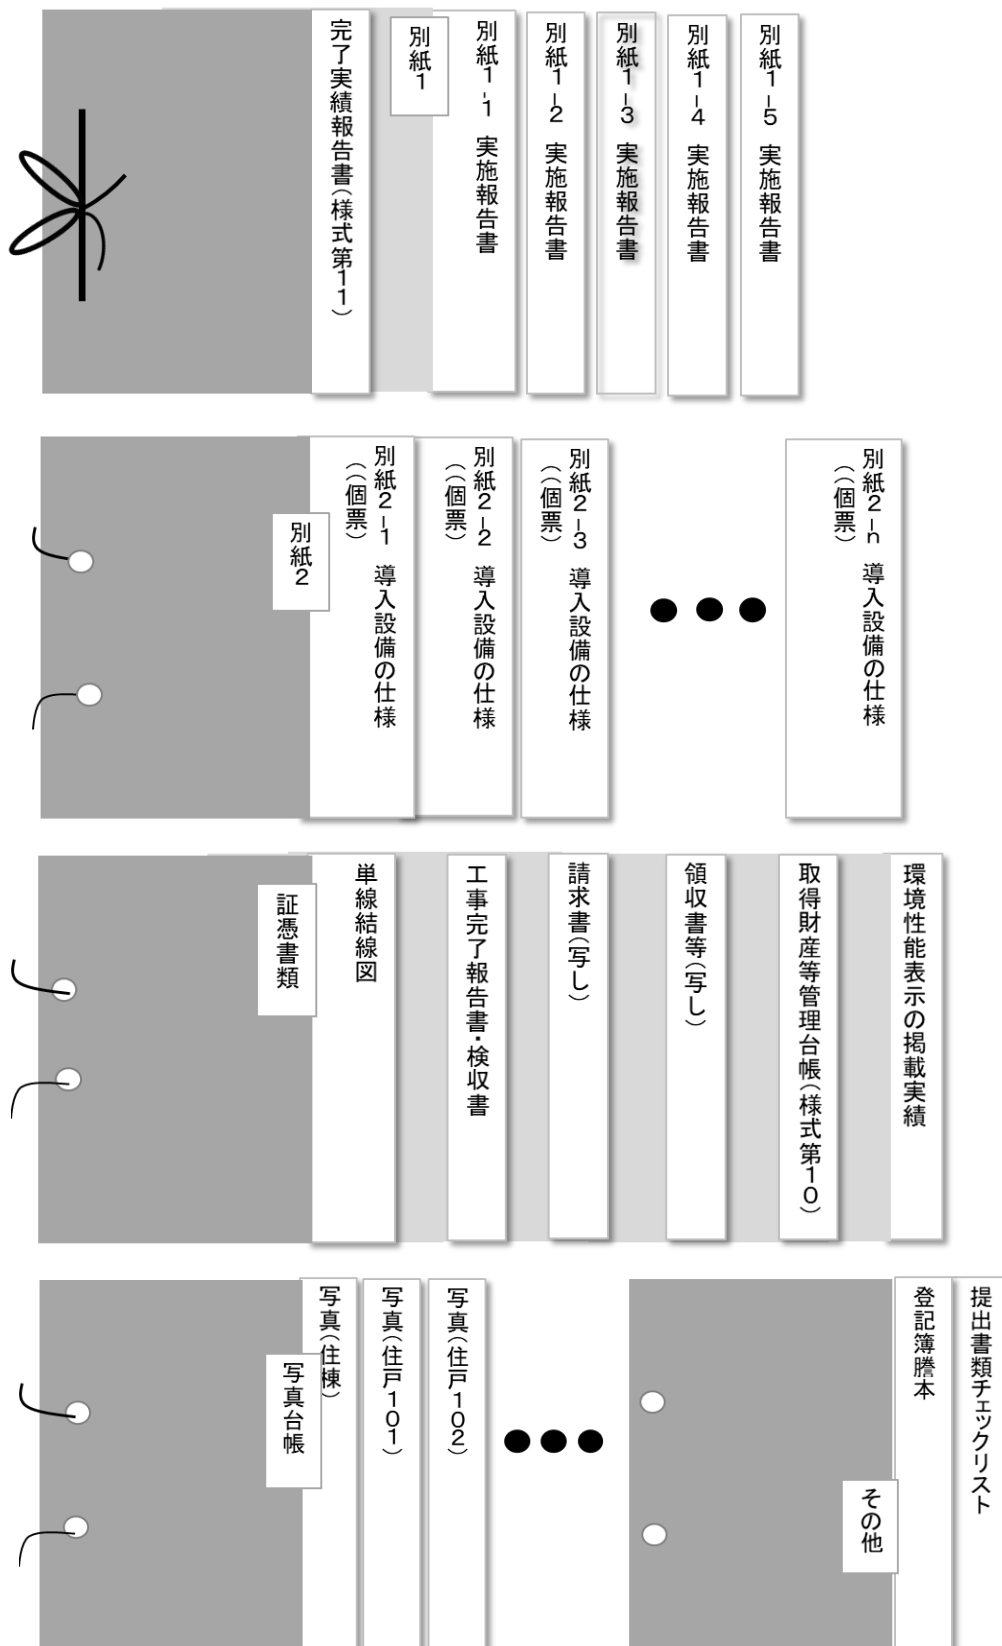 完了実績報告書（様式第１１）
別紙１
別紙１-１　実施報告書
別紙１-２　実施報告書
別紙１-３　実施報告書
別紙１-４　実施報告書
別紙１-５　実施報告書
別紙２
別紙２-１　導入設備の仕様
（（個票）
別紙２-２　導入設備の仕様
（（個票）
別紙２-３　導入設備の仕様
（（個票）
別紙２-ｎ　導入設備の仕様
（（個票）
証憑書類
単線結線図
工事完了報告書・検収書
請求書（写し）
領収書等（写し）
取得財産等管理台帳（様式第１０）
環境性能表示の掲載実績
写真台帳
写真（住棟）
写真（住戸１０１）
写真（住戸１０２）
その他
登記簿謄本
提出書類チェックリスト